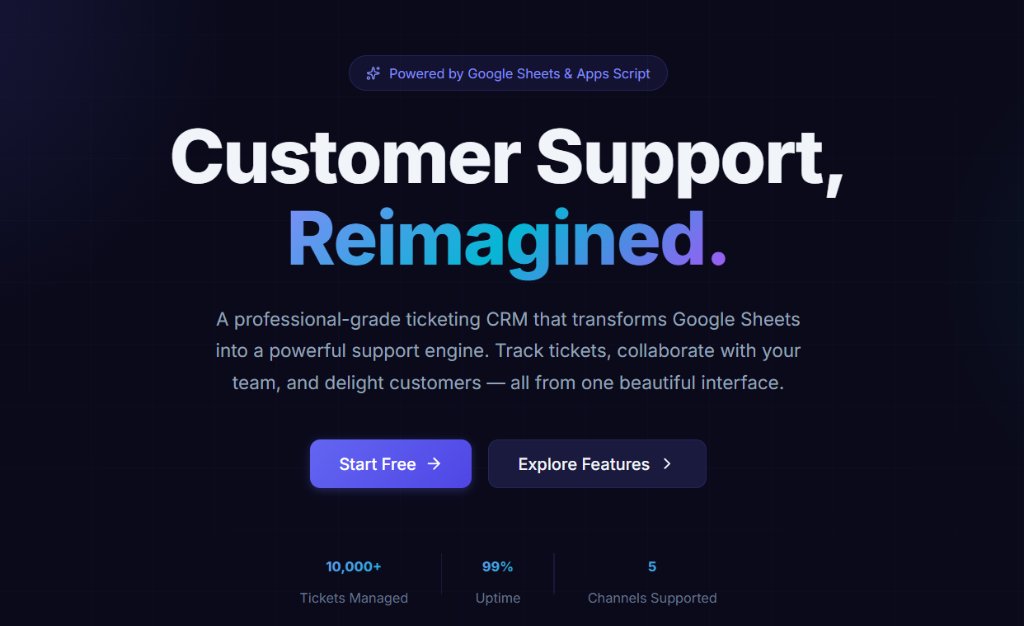 Powered by Google Sheets & Apps Script
Customer Support,
Reimagined.
A professional-grade ticketing CRM that transforms Google Sheets
into a powerful support engine. Track tickets, collaborate with your
team, and delight customers — all from one beautiful interface.
Start Free
Explore Features
10,000+
Tickets Managed
99%
Uptime
5
Channels Supported